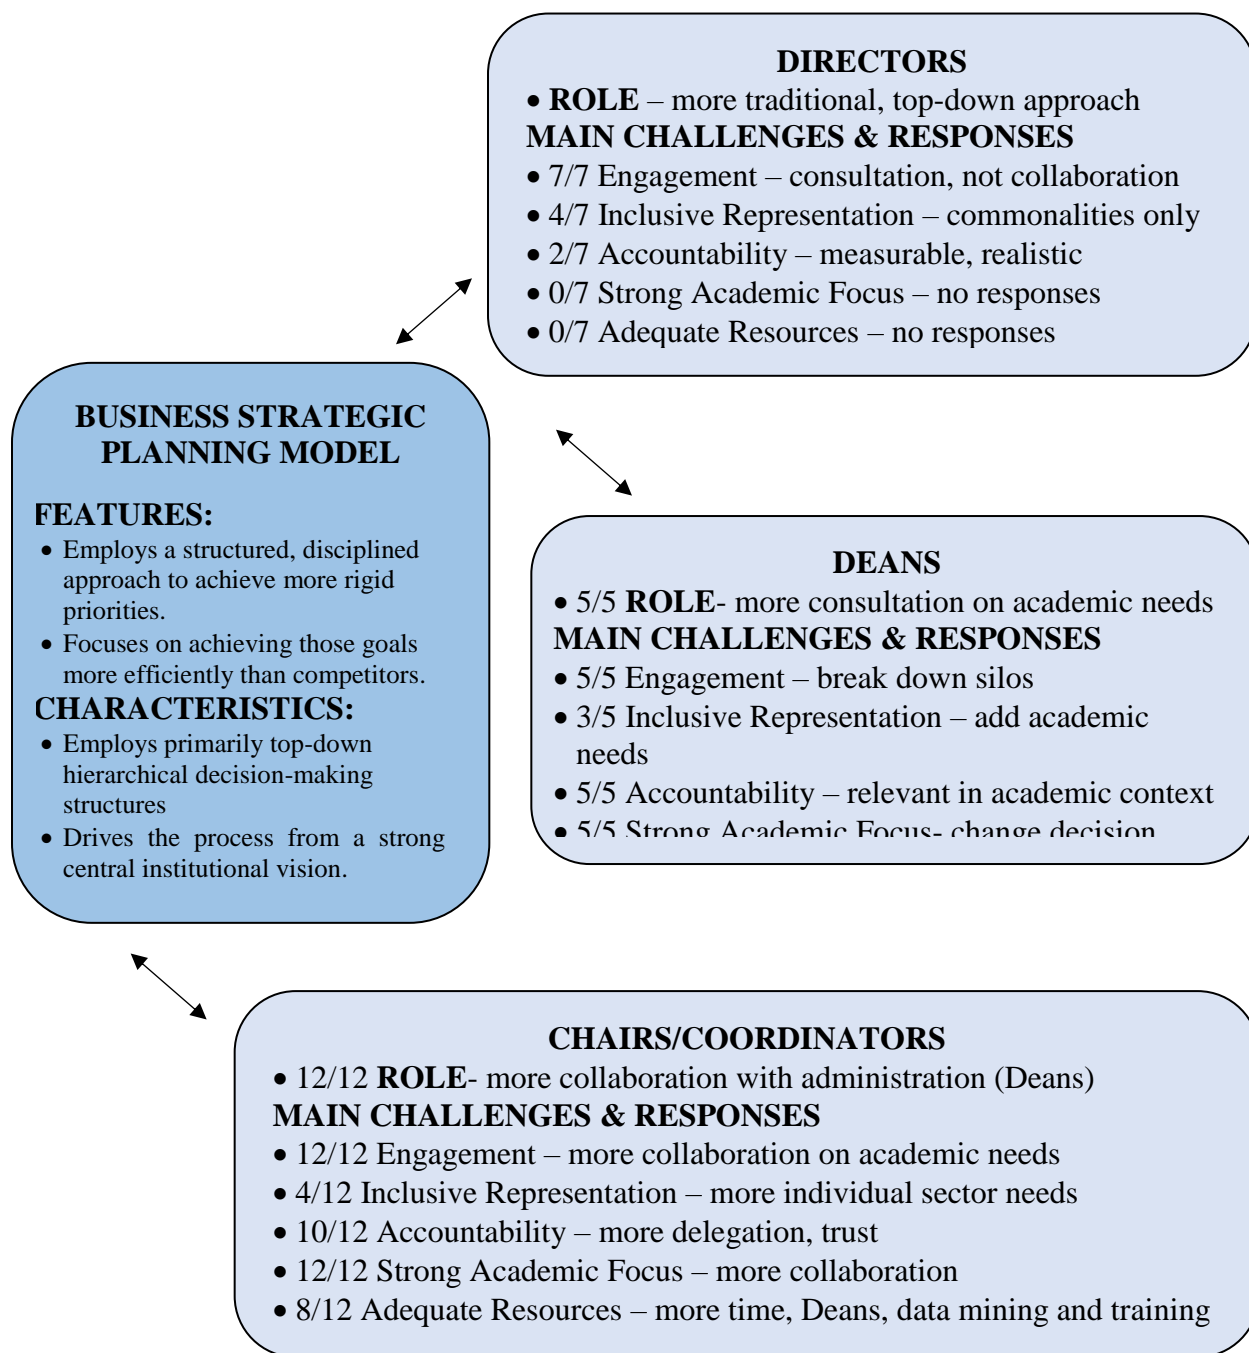 DIRECTORS
• ROLE – more traditional, top-down approach
MAIN CHALLENGES & RESPONSES
• 7/7 Engagement – consultation, not collaboration
• 4/7 Inclusive Representation – commonalities only
• 2/7 Accountability – measurable, realistic
• 0/7 Strong Academic Focus – no responses
• 0/7 Adequate Resources – no responses
BUSINESS STRATEGIC
PLANNING MODEL
FEATURES:
• Employs a structured, disciplined
approach to achieve more rigid
priorities.
• Focuses on achieving those goals
more efficiently than competitors.
CHARACTERISTICS:
• Employs primarily top-down
hierarchical decision-making
structures
• Drives the process from a strong
central institutional vision.
DEANS
• 5/5 ROLE- more consultation on academic needs
MAIN CHALLENGES & RESPONSES
• 5/5 Engagement – break down silos
• 3/5 Inclusive Representation – add academic
needs
• 5/5 Accountability – relevant in academic context
• 5/5 Strong Academic Focus- change decision
CHAIRS/COORDINATORS
• 12/12 ROLE- more collaboration with administration (Deans)
MAIN CHALLENGES & RESPONSES
• 12/12 Engagement – more collaboration on academic needs
• 4/12 Inclusive Representation – more individual sector needs
• 10/12 Accountability – more delegation, trust
• 12/12 Strong Academic Focus – more collaboration
• 8/12 Adequate Resources – more time, Deans, data mining and training